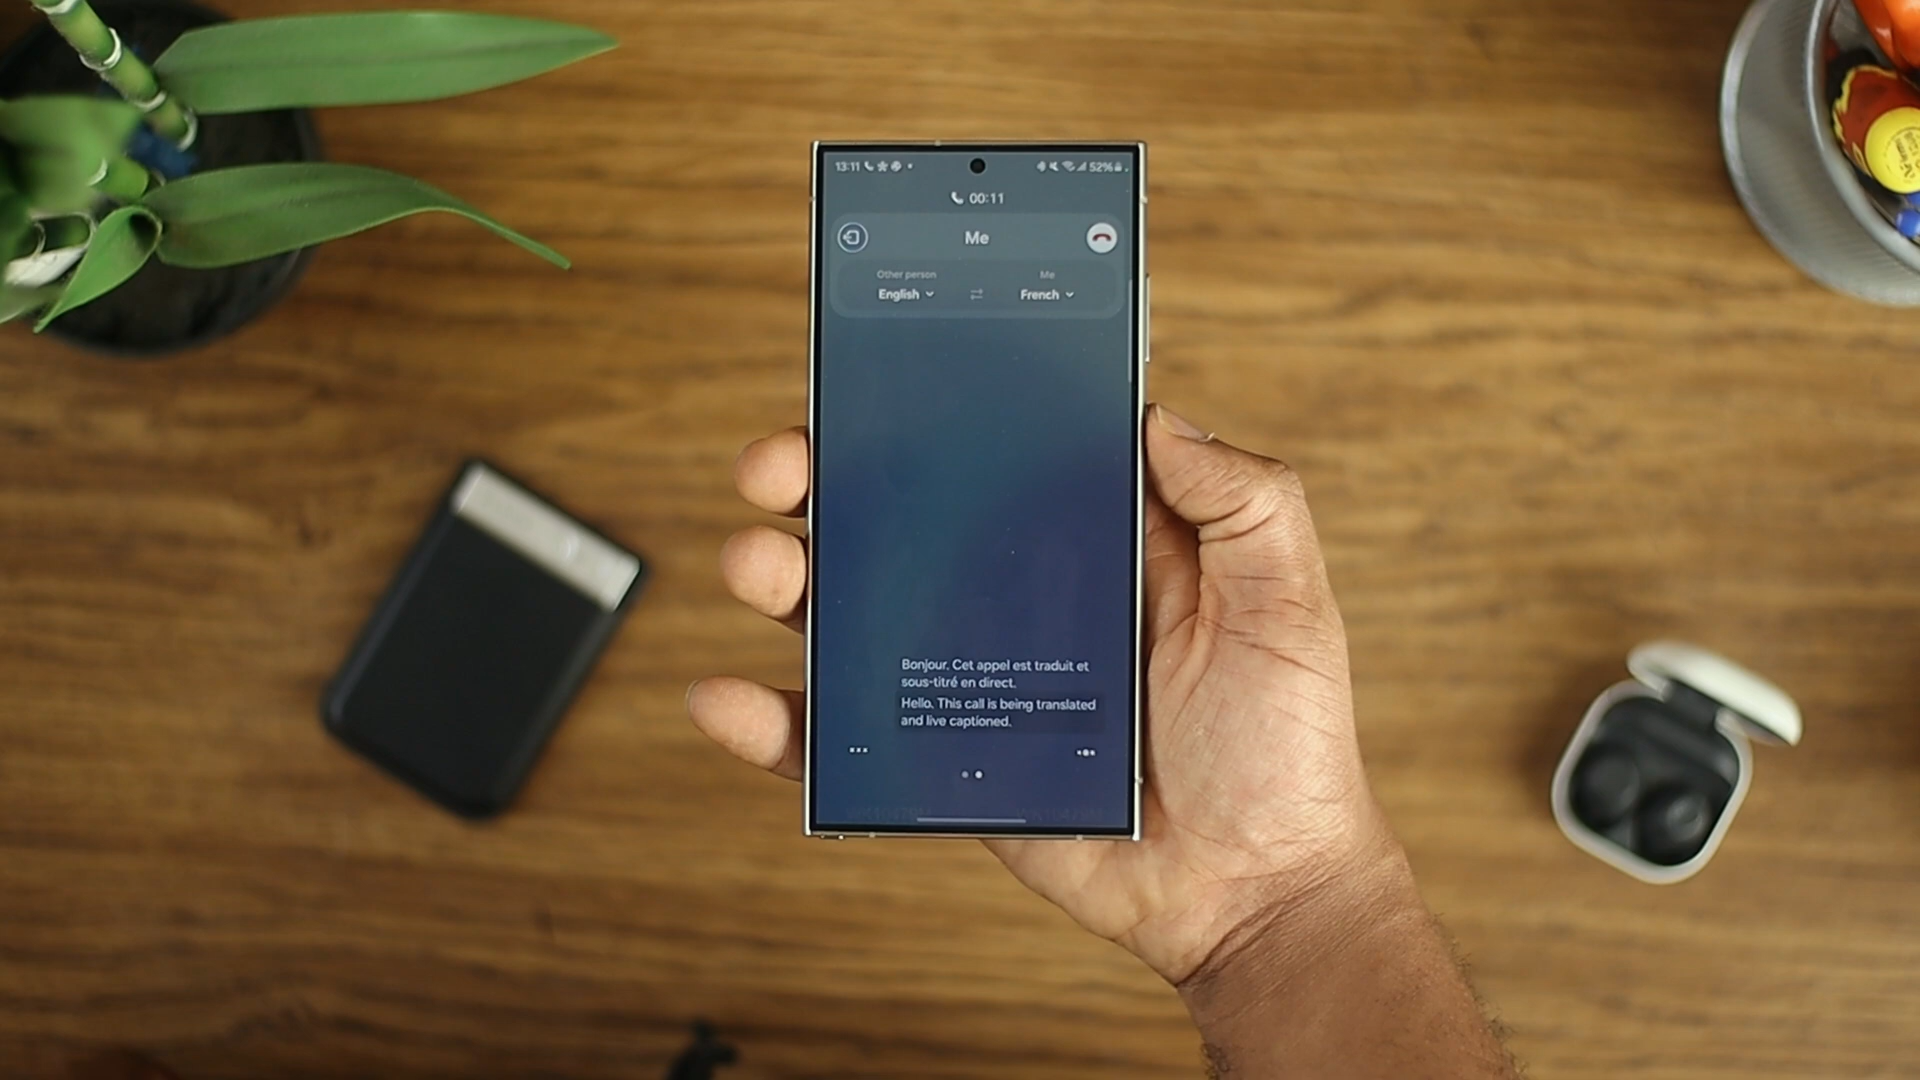 13:11 52%
00:11
Me
Other person Me
English French
Bonjour. Cet appel est traduit et
sous-titré en direct.
Hello. This call is being translated
and live captioned.